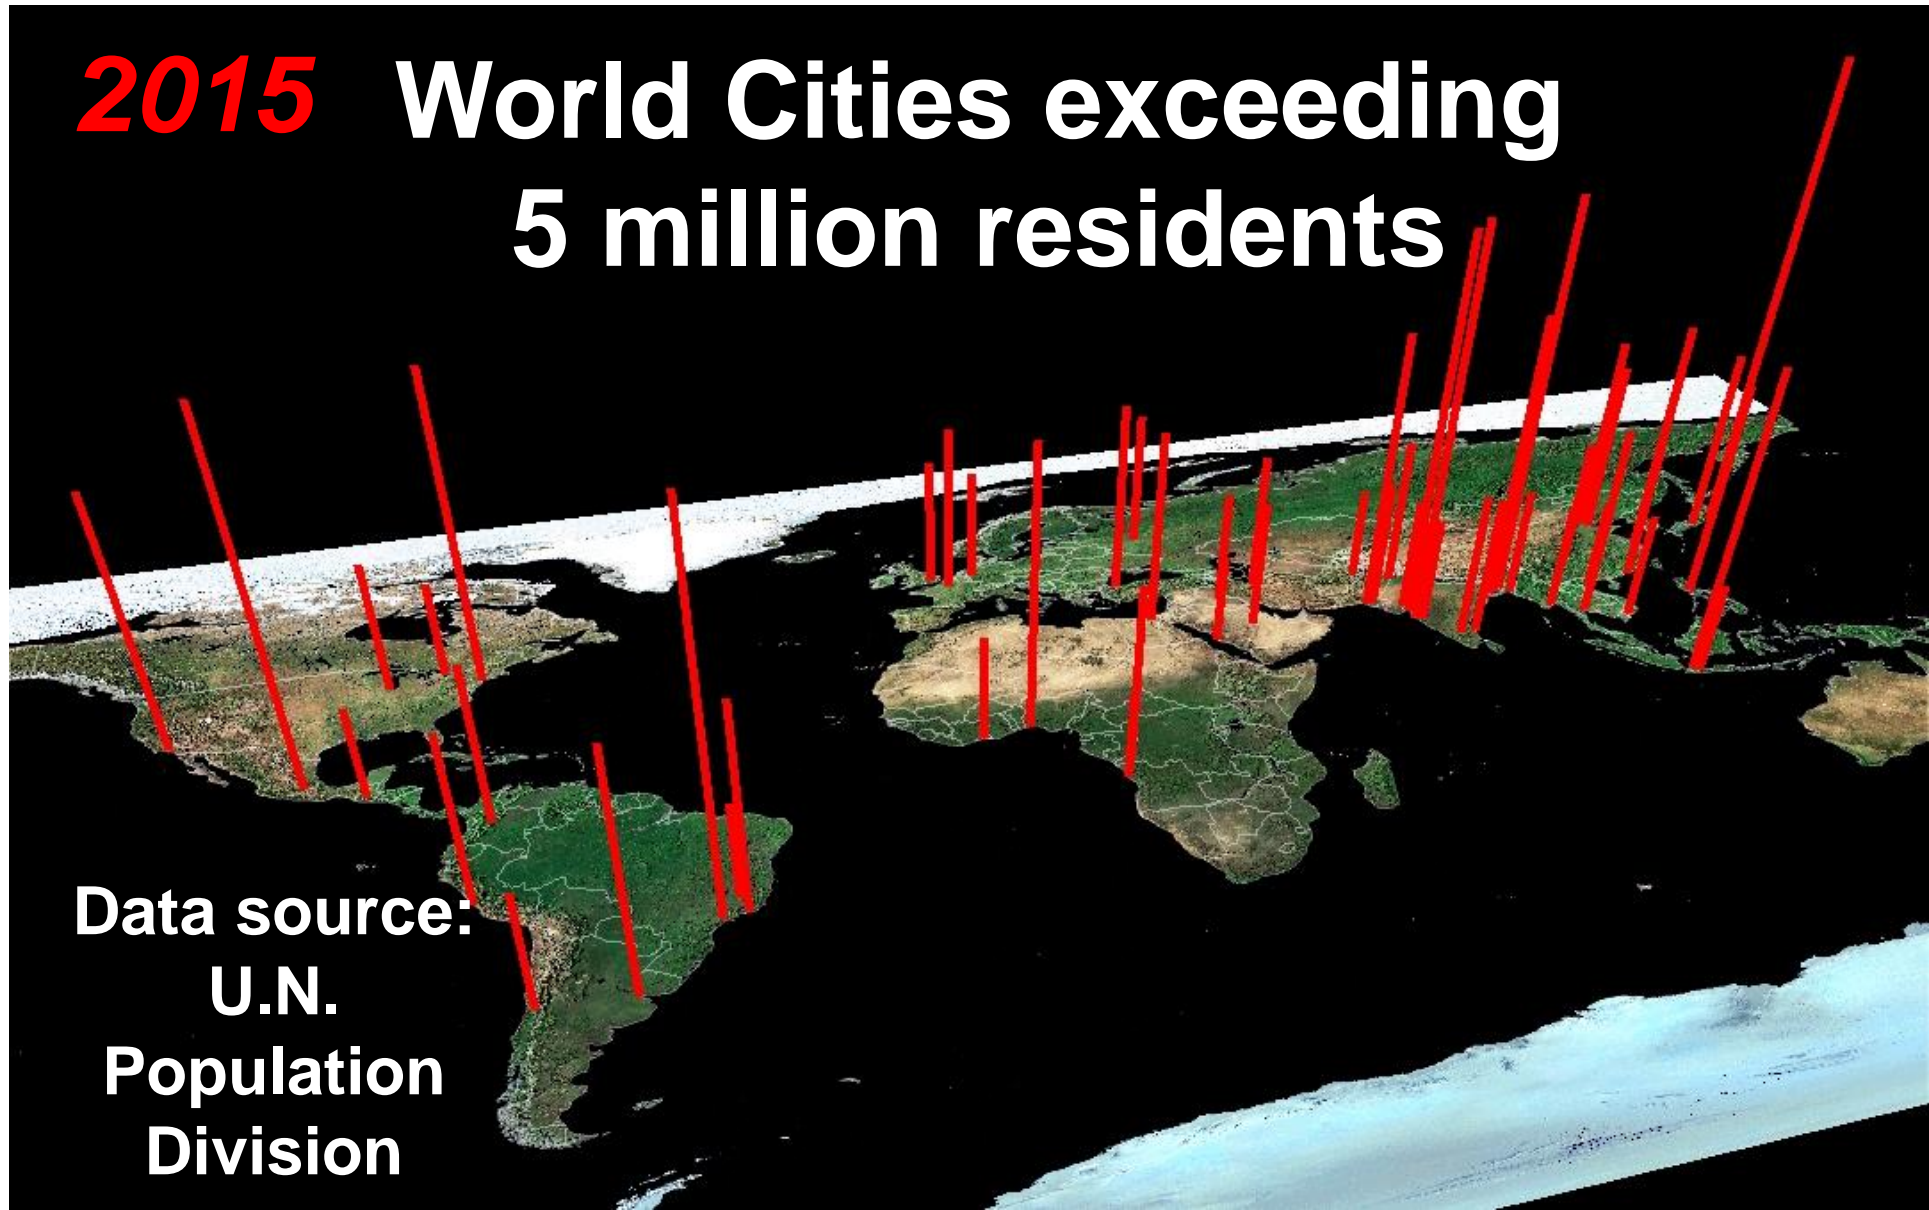 2015 World Cities exceeding
5 million residents
Data source:
U.N.
Population
Division